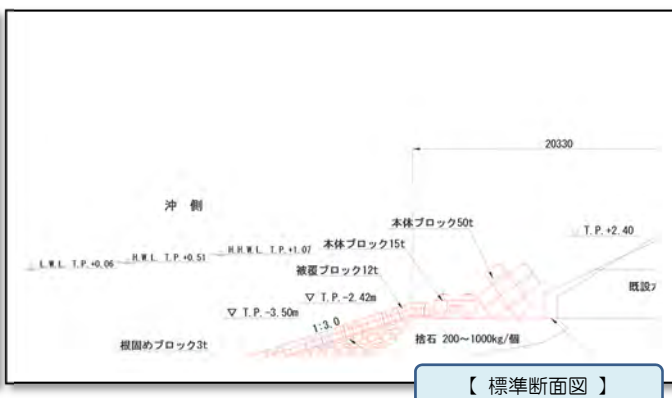 20330
沖 側
本体ブロック50t
T.P.+2.40
H.H.W.L. T.P.+1.07
本体ブロック15t
H.W.L. T.P.+0.51
L.W.L. T.P.+0.06
被覆ブロック12t
既設
▽ T.P.-2.42m
▽ T.P.-3.50m
1:3.0
根固めブロック3t
捨石 200～1000kg/個
【 標準断面図 】